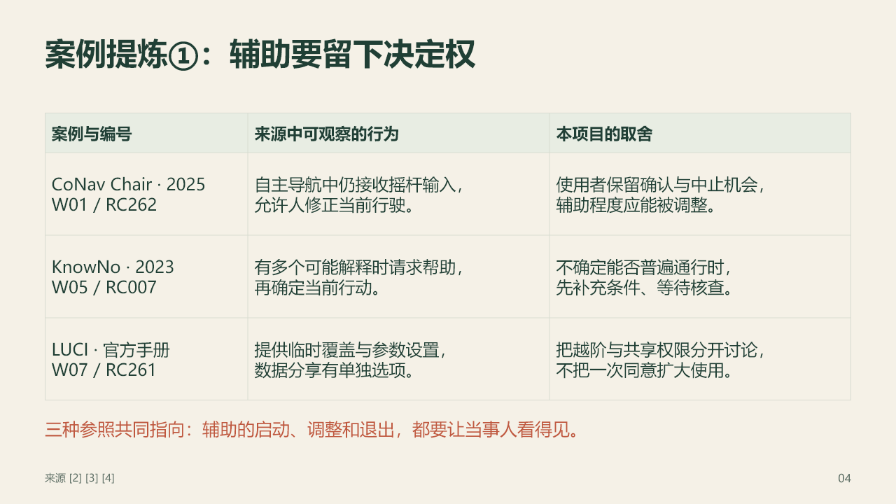 案例提炼①：辅助要留下决定权
案例与编号
来源中可观察的行为
本项目的取舍
CoNav Chair · 2025
W01 / RC262
自主导航中仍接收摇杆输入，
允许人修正当前行驶。
使用者保留确认与中止机会，
辅助程度应能被调整。
KnowNo · 2023
W05 / RC007
有多个可能解释时请求帮助，
再确定当前行动。
不确定能否普遍通行时，
先补充条件、等待核查。
LUCI · 官方手册
W07 / RC261
提供临时覆盖与参数设置，
数据分享有单独选项。
把越阶与共享权限分开讨论，
不把一次同意扩大使用。
三种参照共同指向：辅助的启动、调整和退出，都要让当事人看得见。
来源 [2] [3] [4]
04